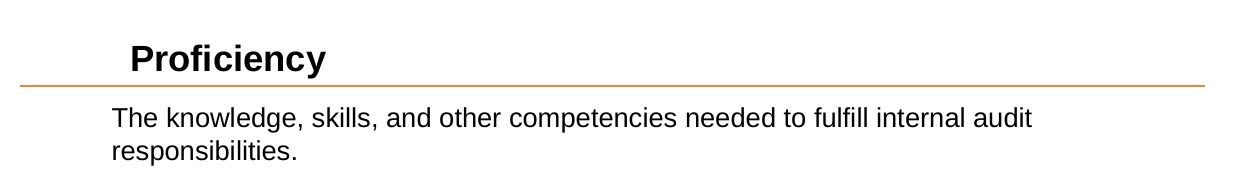 Proficiency
The knowledge, skills, and other competencies needed to fulfill internal audit
responsibilities.